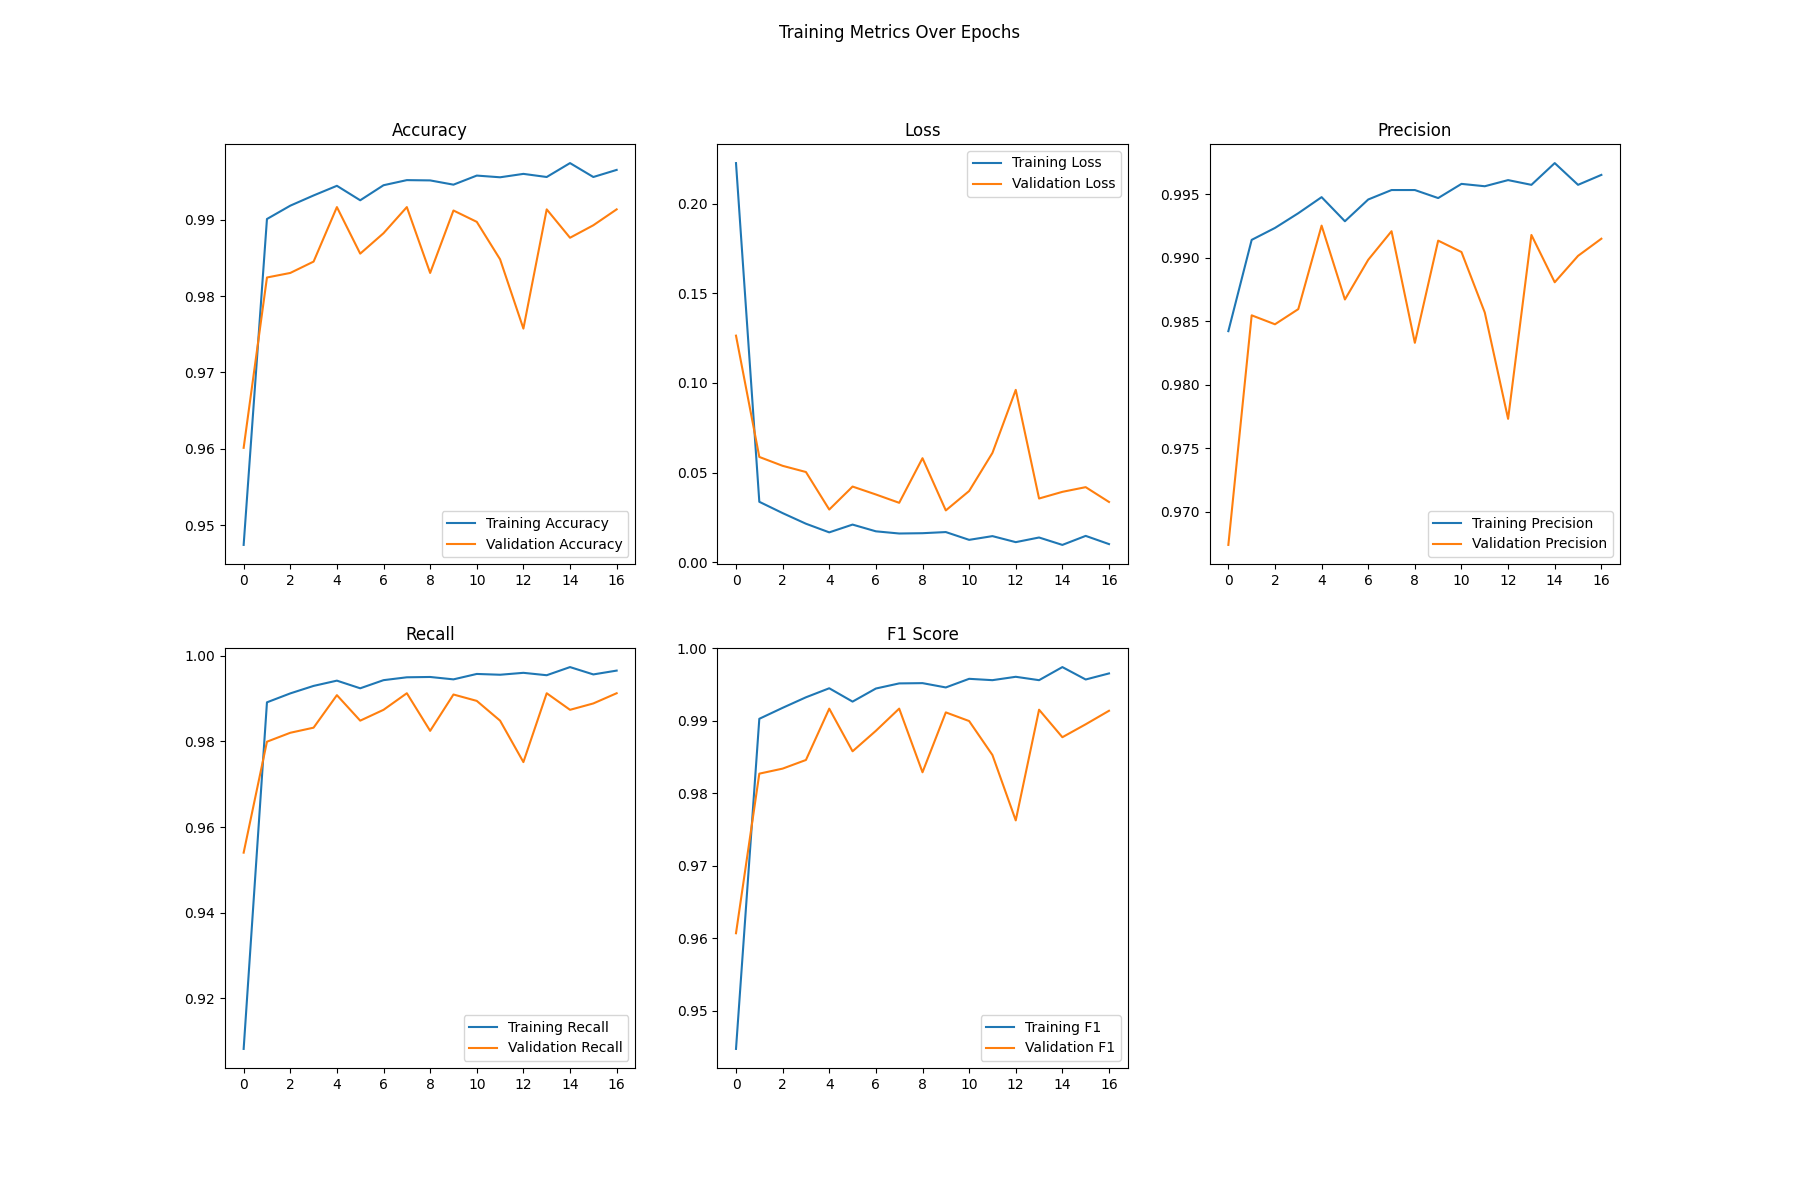 Training Metrics Over Epochs
Accuracy
0.99
0.98
0.97
0.96
0.95
0 2 4 6 8 10 12 14 16
Training Accuracy
Validation Accuracy
Loss
0.20
0.15
0.10
0.05
0.00
0 2 4 6 8 10 12 14 16
Training Loss
Validation Loss
Precision
0.995
0.990
0.985
0.980
0.975
0.970
0 2 4 6 8 10 12 14 16
Training Precision
Validation Precision
Recall
1.00
0.98
0.96
0.94
0.92
0 2 4 6 8 10 12 14 16
Training Recall
Validation Recall
F1 Score
1.00
0.99
0.98
0.97
0.96
0.95
0 2 4 6 8 10 12 14 16
Training F1
Validation F1